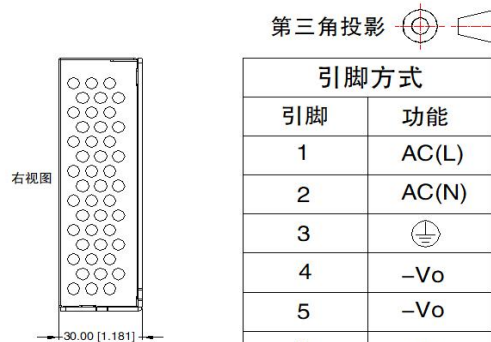 第三角投影
右视图
30.00 [1.181]
引脚方式
引脚 功能
1 AC(L)
2 AC(N)
3
4 –Vo
5 –Vo